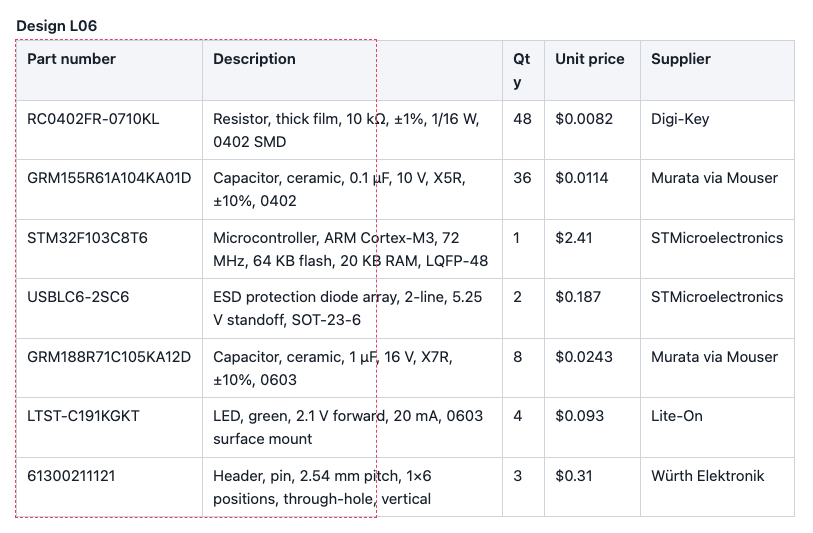 Design L06
Part number Description Qt
y Unit price Supplier
RC0402FR-0710KL Resistor, thick film, 10 kΩ, ±1%, 1/16 W,
0402 SMD 48 $0.0082 Digi-Key
GRM155R61A104KA01D Capacitor, ceramic, 0.1 µF, 10 V, X5R,
±10%, 0402 36 $0.0114 Murata via Mouser
STM32F103C8T6 Microcontroller, ARM Cortex-M3, 72
MHz, 64 KB flash, 20 KB RAM, LQFP-48 1 $2.41 STMicroelectronics
USBLC6-2SC6 ESD protection diode array, 2-line, 5.25
V standoff, SOT-23-6 2 $0.187 STMicroelectronics
GRM188R71C105KA12D Capacitor, ceramic, 1 µF, 16 V, X7R,
±10%, 0603 8 $0.0243 Murata via Mouser
LTST-C191KGKT LED, green, 2.1 V forward, 20 mA, 0603
surface mount 4 $0.093 Lite-On
61300211121 Header, pin, 2.54 mm pitch, 1×6
positions, through-hole, vertical 3 $0.31 Würth Elektronik